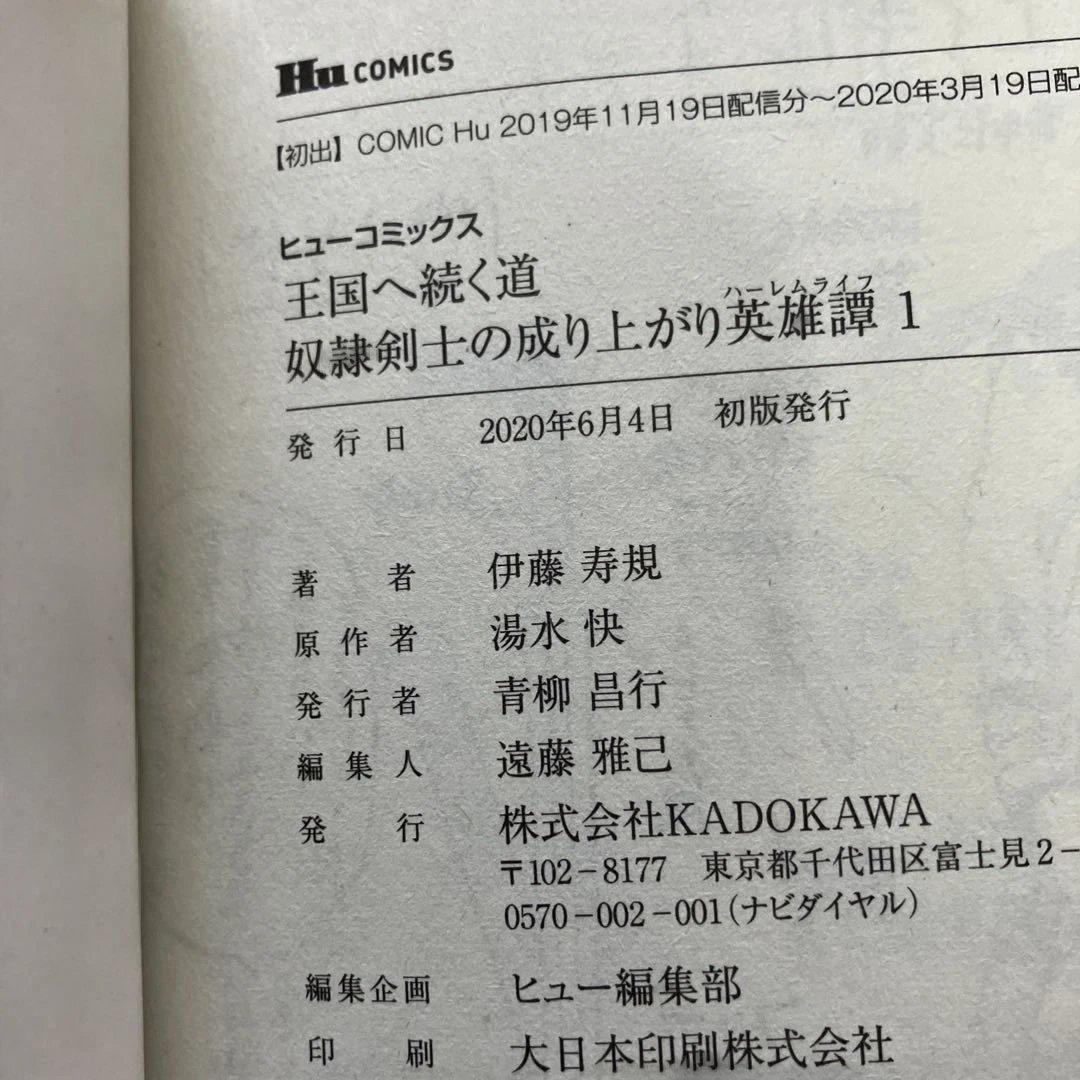 Hu COMICS
【初出】 COMIC Hu 2019年11月19日配信分～2020年3月19日配
ヒューコミックス
王国へ続く道
ハーレムライフ
奴隷剣士の成り上がり英雄譚 1
発行日 2020年6月4日 初版発行
著者 伊藤 寿規
原作者 湯水 快
発行者 青柳 昌行
編集人 遠藤 雅己
発行 株式会社KADOKAWA
〒102-8177 東京都千代田区富士見2-
0570-002-001(ナビダイヤル)
編集企画 ヒュー編集部
印刷 大日本印刷株式会社